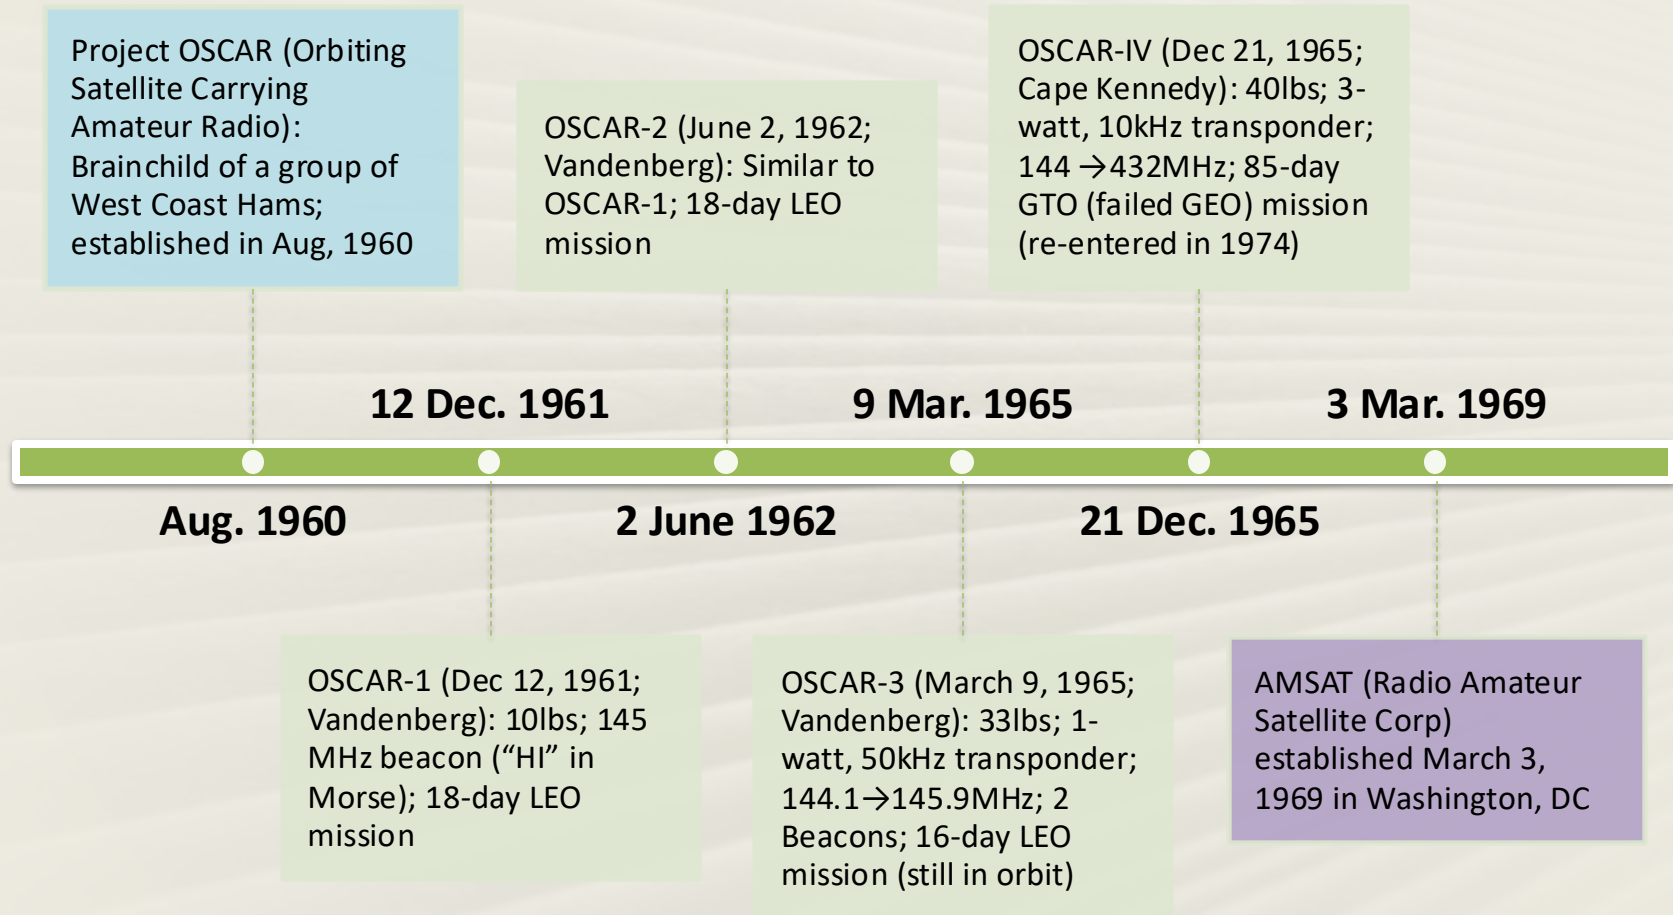 Project OSCAR (Orbiting
Satellite Carrying
Amateur Radio):
Brainchild of a group of
West Coast Hams;
established in Aug, 1960
OSCAR-2 (June 2, 1962;
Vandenberg): Similar to
OSCAR-1; 18-day LEO
mission
OSCAR-IV (Dec 21, 1965;
Cape Kennedy): 40lbs; 3-
watt, 10kHz transponder;
144 →432MHz; 85-day
GTO (failed GEO) mission
(re-entered in 1974)
12 Dec. 1961
9 Mar. 1965
3 Mar. 1969
Aug. 1960
2 June 1962
21 Dec. 1965
OSCAR-1 (Dec 12, 1961;
Vandenberg): 10lbs; 145
MHz beacon (“HI” in
Morse); 18-day LEO
mission
OSCAR-3 (March 9, 1965;
Vandenberg): 33lbs; 1-
watt, 50kHz transponder;
144.1→145.9MHz; 2
Beacons; 16-day LEO
mission (still in orbit)
AMSAT (Radio Amateur
Satellite Corp)
established March 3,
1969 in Washington, DC